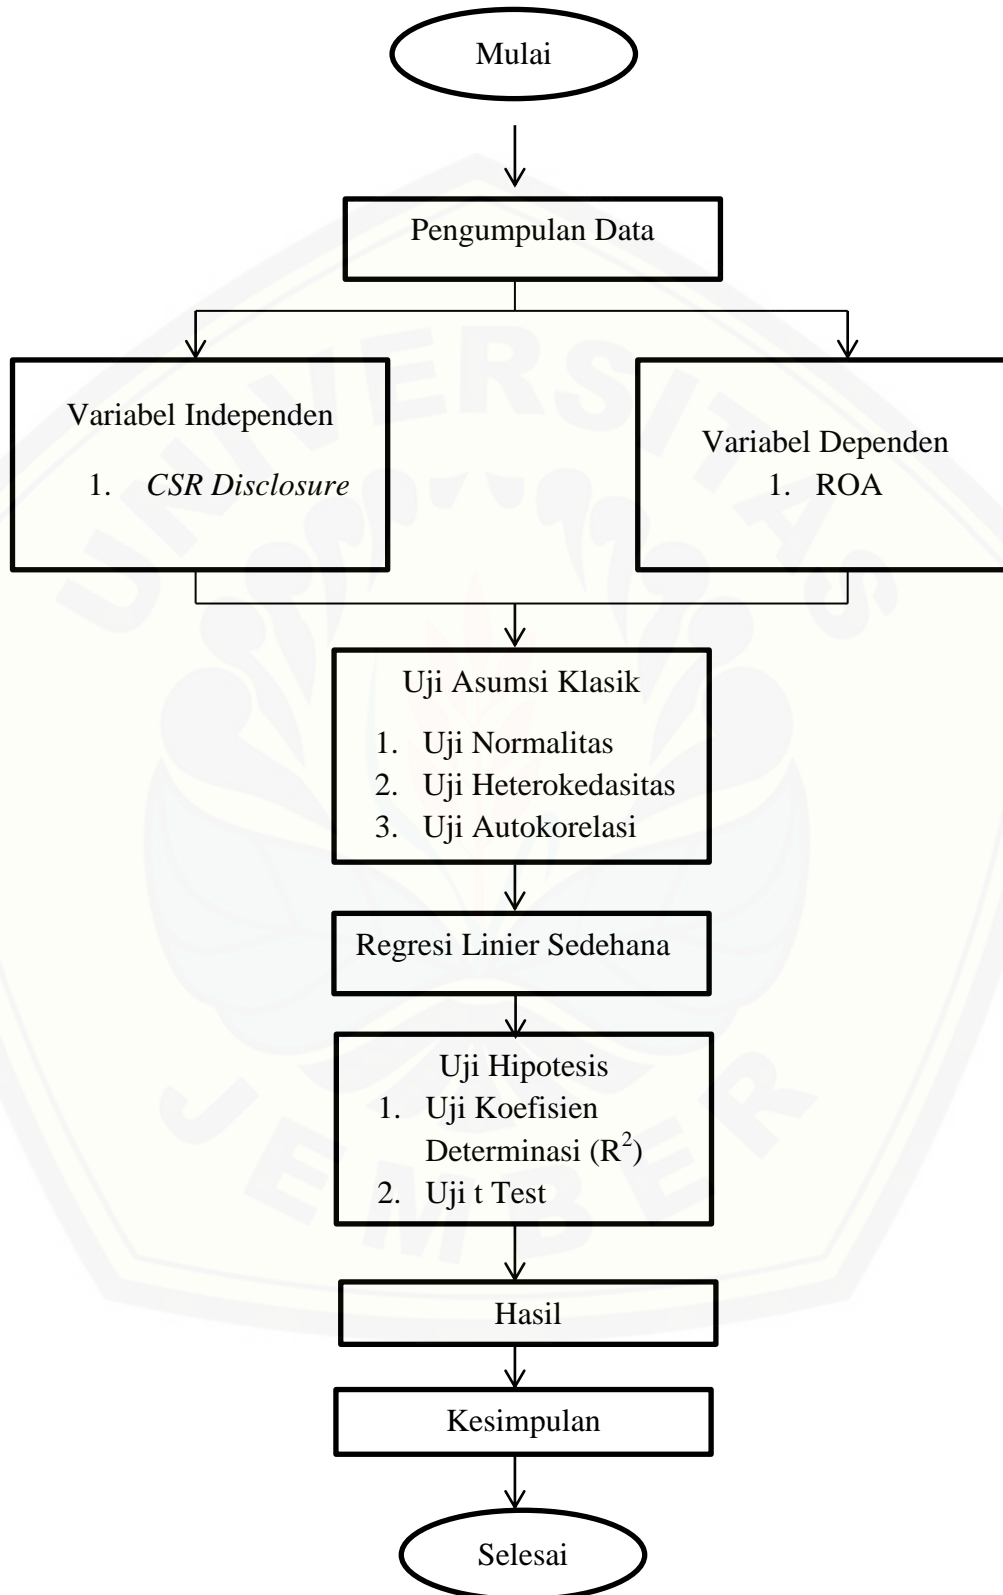 Mulai
Pengumpulan Data
Variabel Independen
1. CSR Disclosure
Variabel Dependen
1. ROA
Uji Asumsi Klasik
1. Uji Normalitas
2. Uji Heterokedasitas
3. Uji Autokorelasi
Regresi Linier Sedehana
Uji Hipotesis
1. Uji Koefisien
Determinasi (R²)
2. Uji t Test
Hasil
Kesimpulan
Selesai
UNIVERSITAS
JEMBER